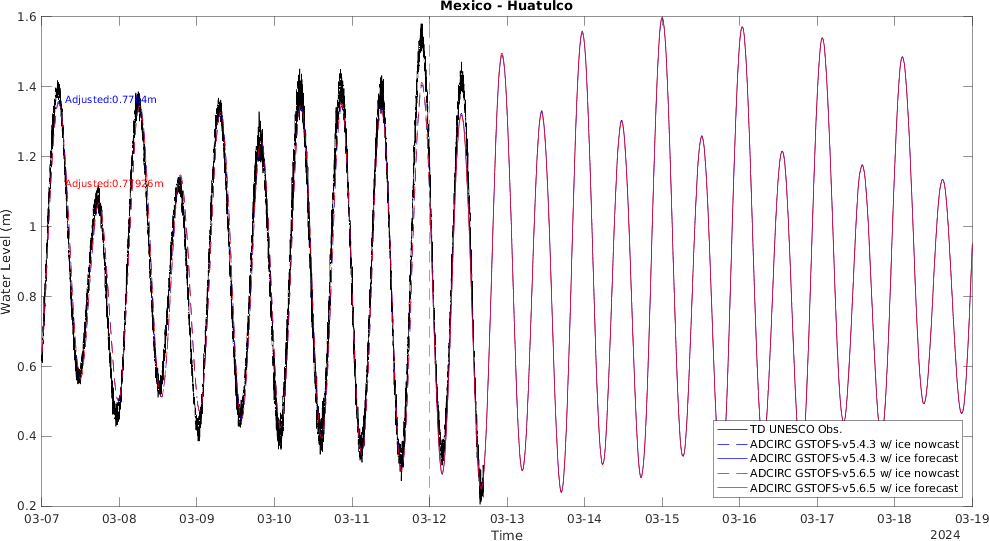 Mexico - Huatulco
Water Level (m)
1.6
1.4
1.2
1
0.8
0.6
0.4
0.2
Adjusted:0.7794m
Adjusted:0.77926m
TD UNESCO Obs.
ADCIRC GSTOFS-v5.4.3 w/ ice nowcast
ADCIRC GSTOFS-v5.4.3 w/ ice forecast
ADCIRC GSTOFS-v5.6.5 w/ ice nowcast
ADCIRC GSTOFS-v5.6.5 w/ ice forecast
03-07 03-08 03-09 03-10 03-11 03-12 03-13 03-14 03-15 03-16 03-17 03-18 03-19
Time
2024